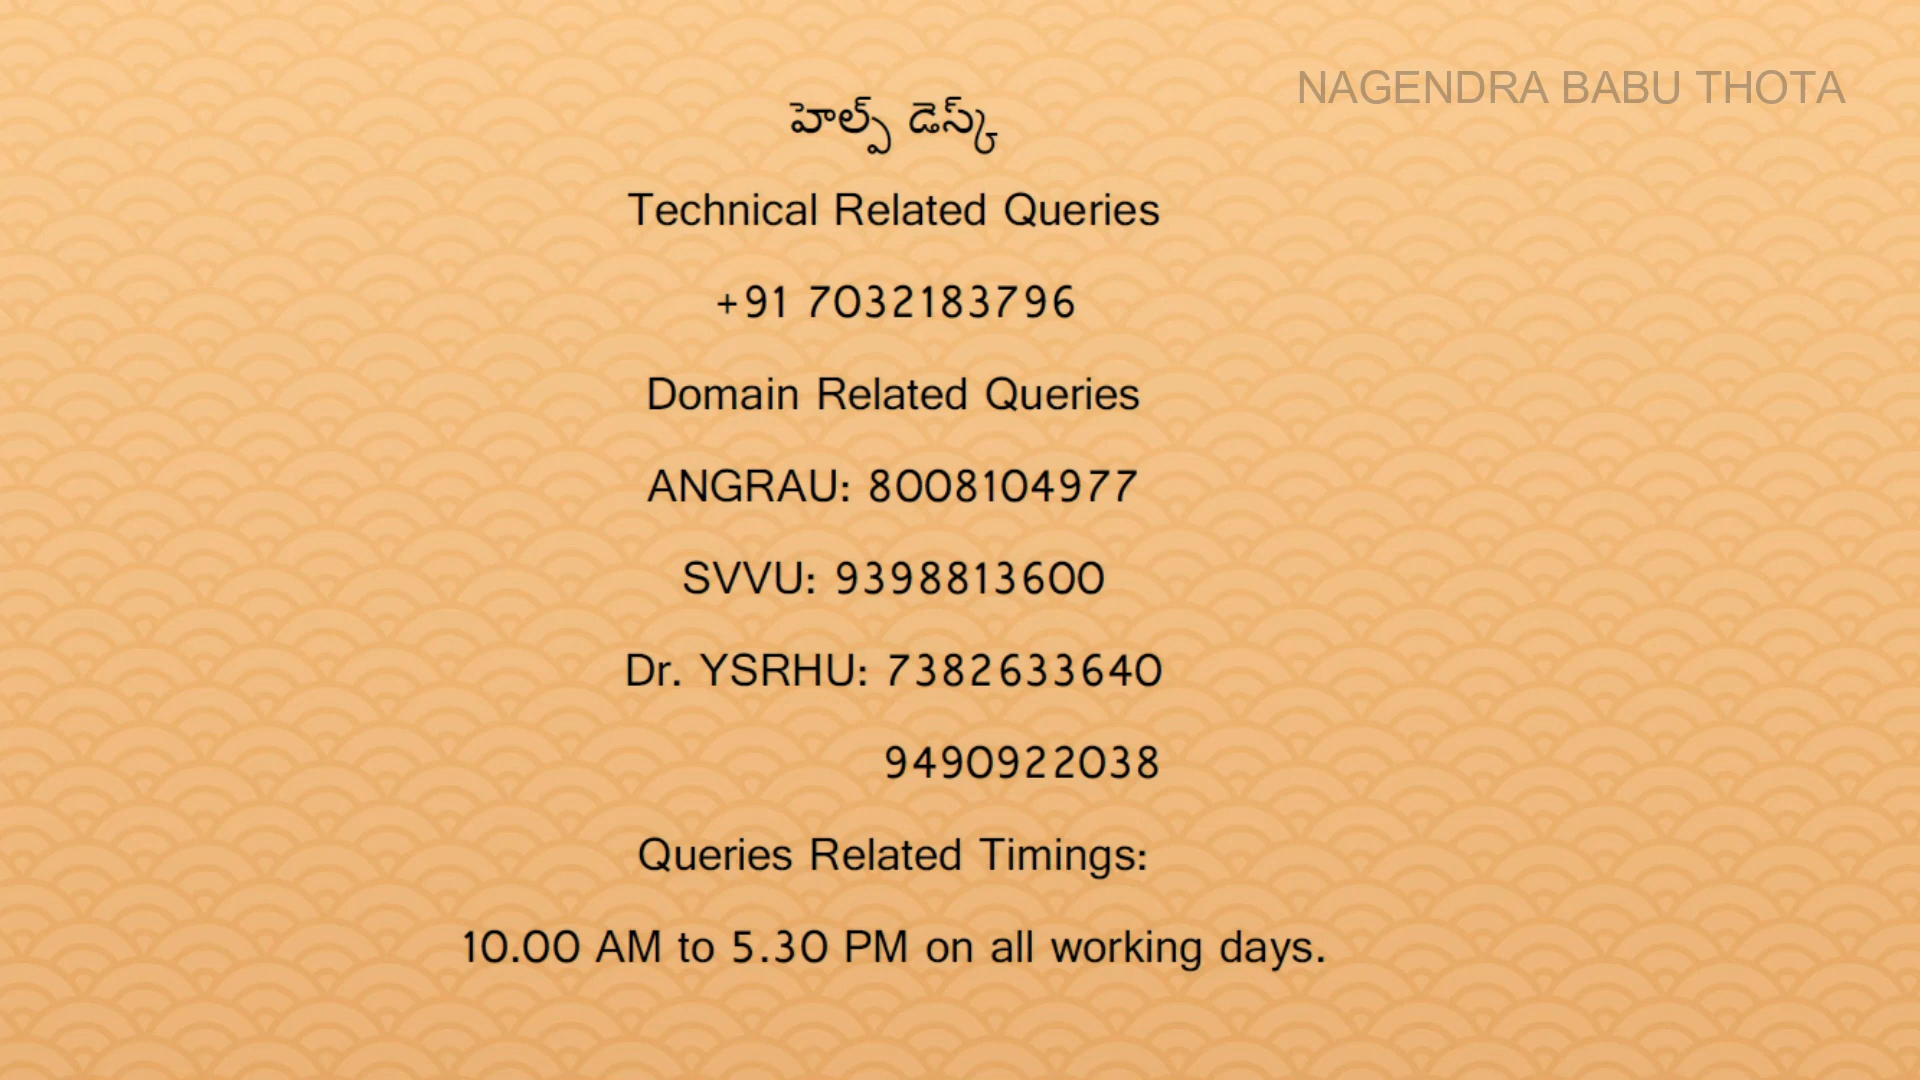 NAGENDRA BABU THOTA
హెల్ప్ డెస్క్
Technical Related Queries
+91 7032183796
Domain Related Queries
ANGRAU: 8008104977
SVVU: 9398813600
Dr. YSRHU: 7382633640
9490922038
Queries Related Timings:
10.00 AM to 5.30 PM on all working days.